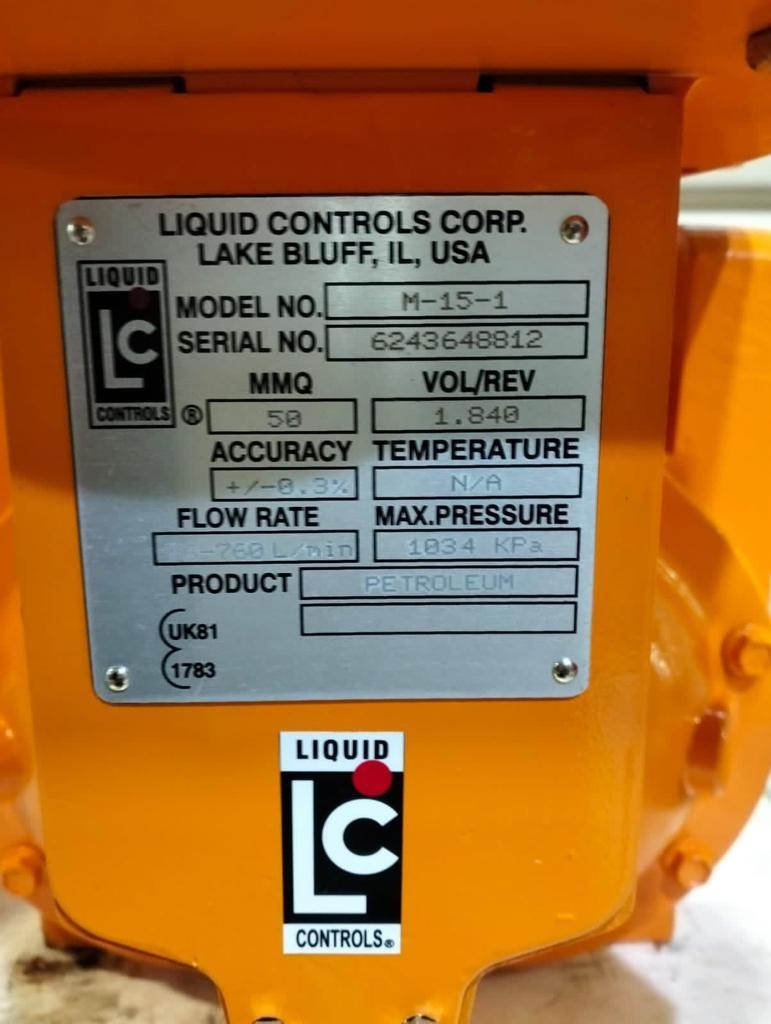 LIQUID CONTROLS CORP.
LAKE BLUFF, IL, USA
LIQUID
LC
CONTROLS ®
MODEL NO. M-15-1
SERIAL NO. 6243648812
MMQ VOL/REV
50 1.840
ACCURACY TEMPERATURE
+/-0.3% N/A
FLOW RATE MAX.PRESSURE
-760 L/min 1034 KPa
PRODUCT PETROLEUM
UK81
1783
LIQUID
LC
CONTROLS®